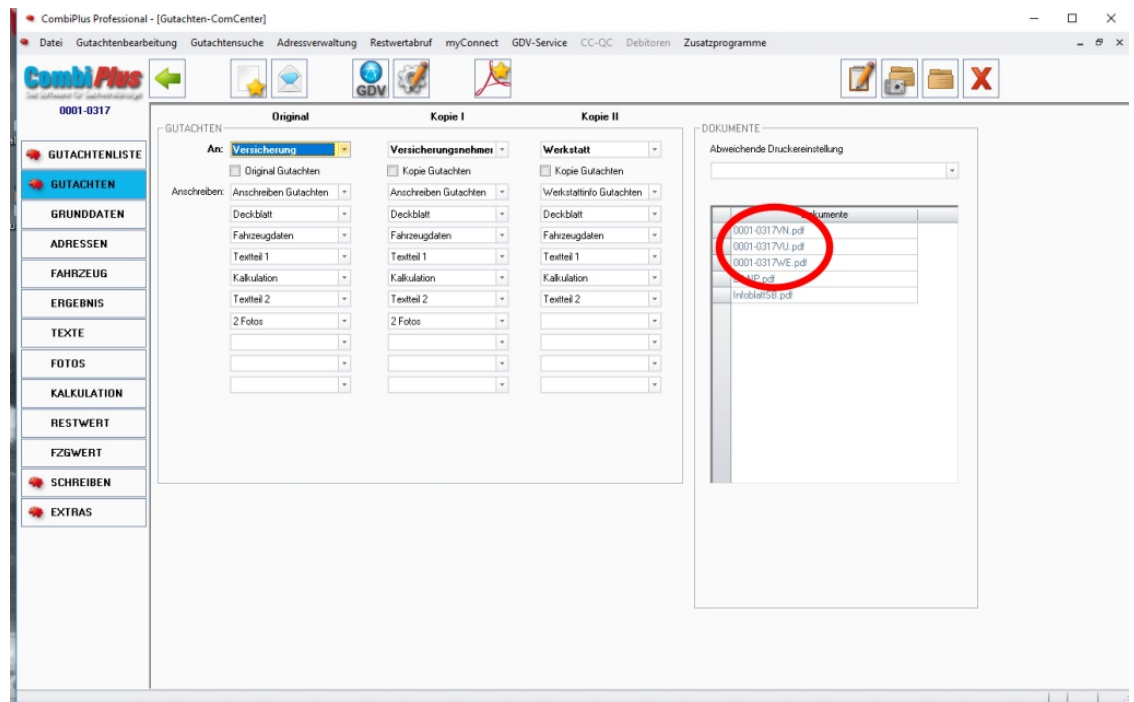 CombiPlus Professional - [Gutachten-ComCenter]
Datei Gutachtenbearbeitung Gutachtensuche Adressverwaltung Restwertabruf myConnect GDV-Service CC-QC Debitoren Zusatzprogramme
CombiPlus
GDV
0001-0317
Original Kopie I Kopie II
GUTACHTEN
DOKUMENTE
An: Versicherung Versicherungsnehmer Werkstatt
Abweichende Druckereinstellung
Original Gutachten Kopie Gutachten Kopie Gutachten
Anschreiben: Anschreiben Gutachten Anschreiben Gutachten Werkstattinfo Gutachten
Deckblatt Deckblatt Deckblatt
Fahrzeugdaten Fahrzeugdaten Fahrzeugdaten
Textteil 1 Textteil 1 Textteil 1
Kalkulation Kalkulation Kalkulation
Textteil 2 Textteil 2 Textteil 2
2 Fotos 2 Fotos
Dokumente
0001-0317VN.pdf
0001-0317VU.pdf
0001-0317WE.pdf
InfoblattSB.pdf
GUTACHTENLISTE
GUTACHTEN
GRUNDDATEN
ADRESSEN
FAHRZEUG
ERGEBNIS
TEXTE
FOTOS
KALKULATION
RESTWERT
FZGWERT
SCHREIBEN
EXTRAS